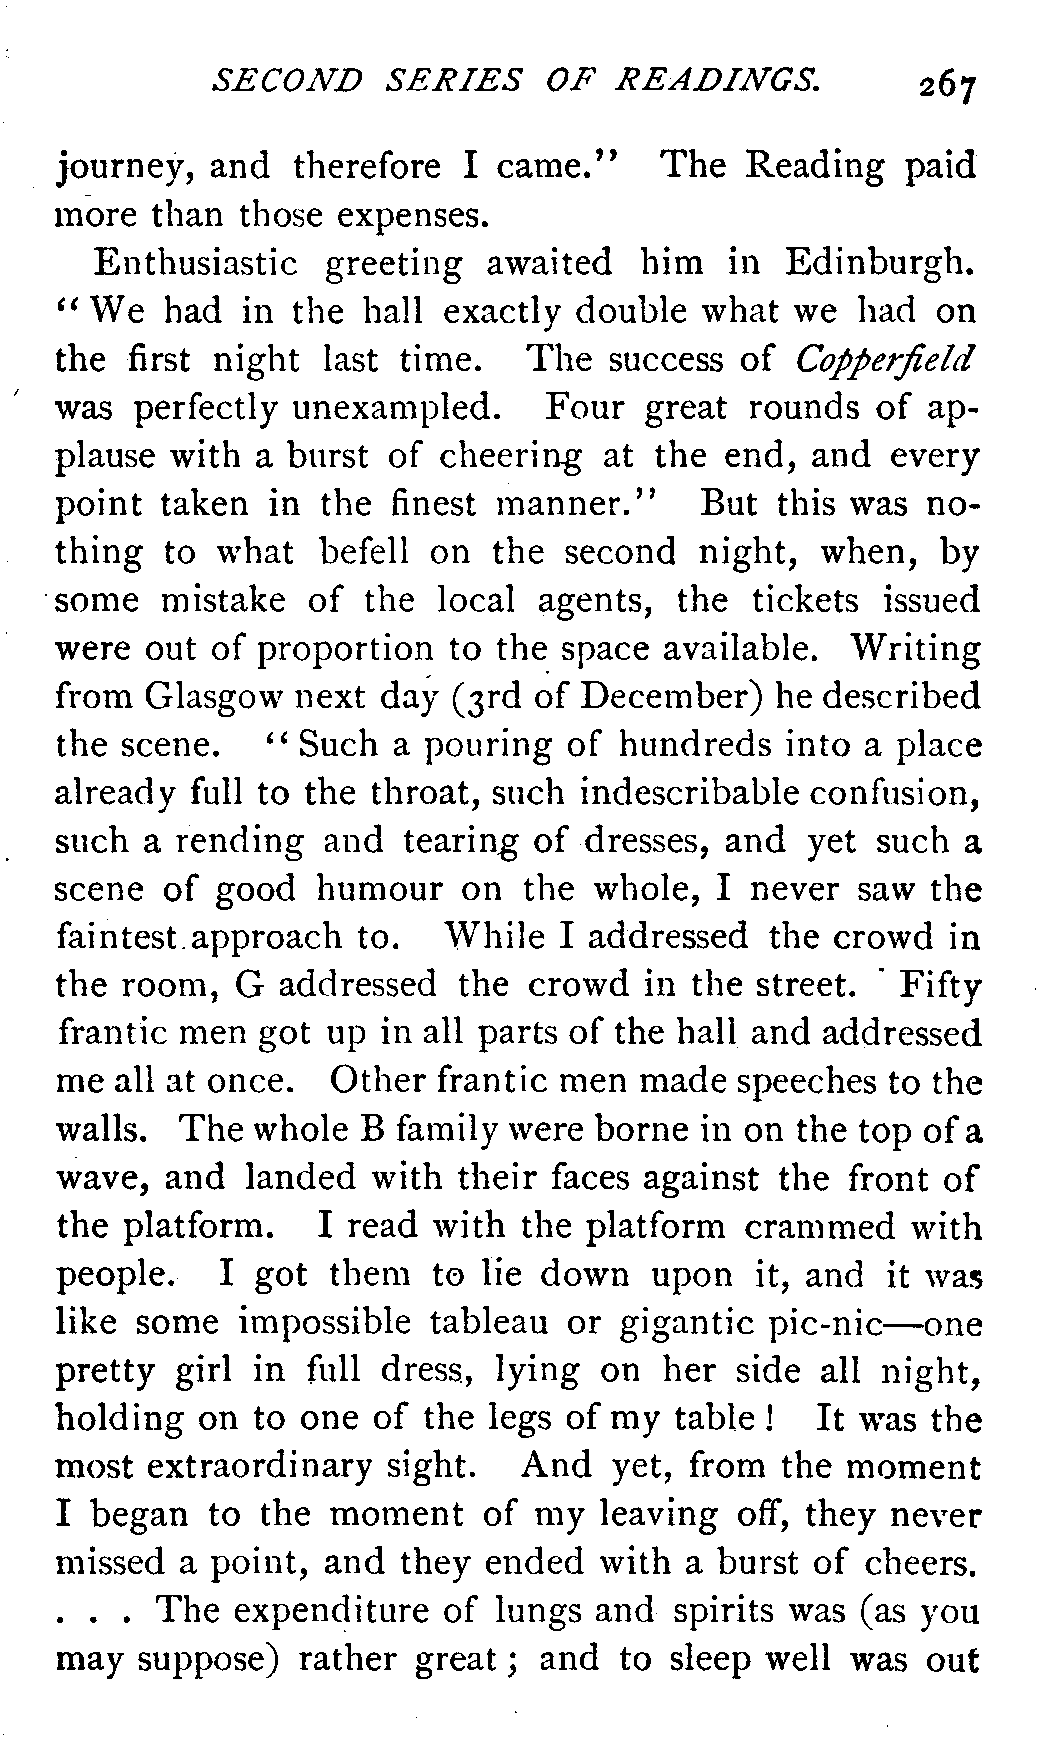 SECOND SERIES OF READINGS. 267
journey, and therefore I came." The Reading paid
more than those expenses.
Enthusiastic greeting awaited him in Edinburgh.
"We had in the hall exactly double what we had on
the first night last time. The success of Copperfield
was perfectly unexampled. Four great rounds of ap-
plause with a burst of cheering at the end, and every
point taken in the finest manner." But this was no-
thing to what befell on the second night, when, by
some mistake of the local agents, the tickets issued
were out of proportion to the space available. Writing
from Glasgow next day (3rd of December) he described
the scene. "Such a pouring of hundreds into a place
already full to the throat, such indescribable confusion,
such a rending and tearing of dresses, and yet such a
scene of good humour on the whole, I never saw the
faintest approach to. While I addressed the crowd in
the room, G addressed the crowd in the street. Fifty
frantic men got up in all parts of the hall and addressed
me all at once. Other frantic men made speeches to the
walls. The whole B family were borne in on the top of a
wave, and landed with their faces against the front of
the platform. I read with the platform crammed with
people. I got them to lie down upon it, and it was
like some impossible tableau or gigantic pic-nic—one
pretty girl in full dress, lying on her side all night,
holding on to one of the legs of my table! It was the
most extraordinary sight. And yet, from the moment
I began to the moment of my leaving off, they never
missed a point, and they ended with a burst of cheers.
. . . The expenditure of lungs and spirits was (as you
may suppose) rather great; and to sleep well was out